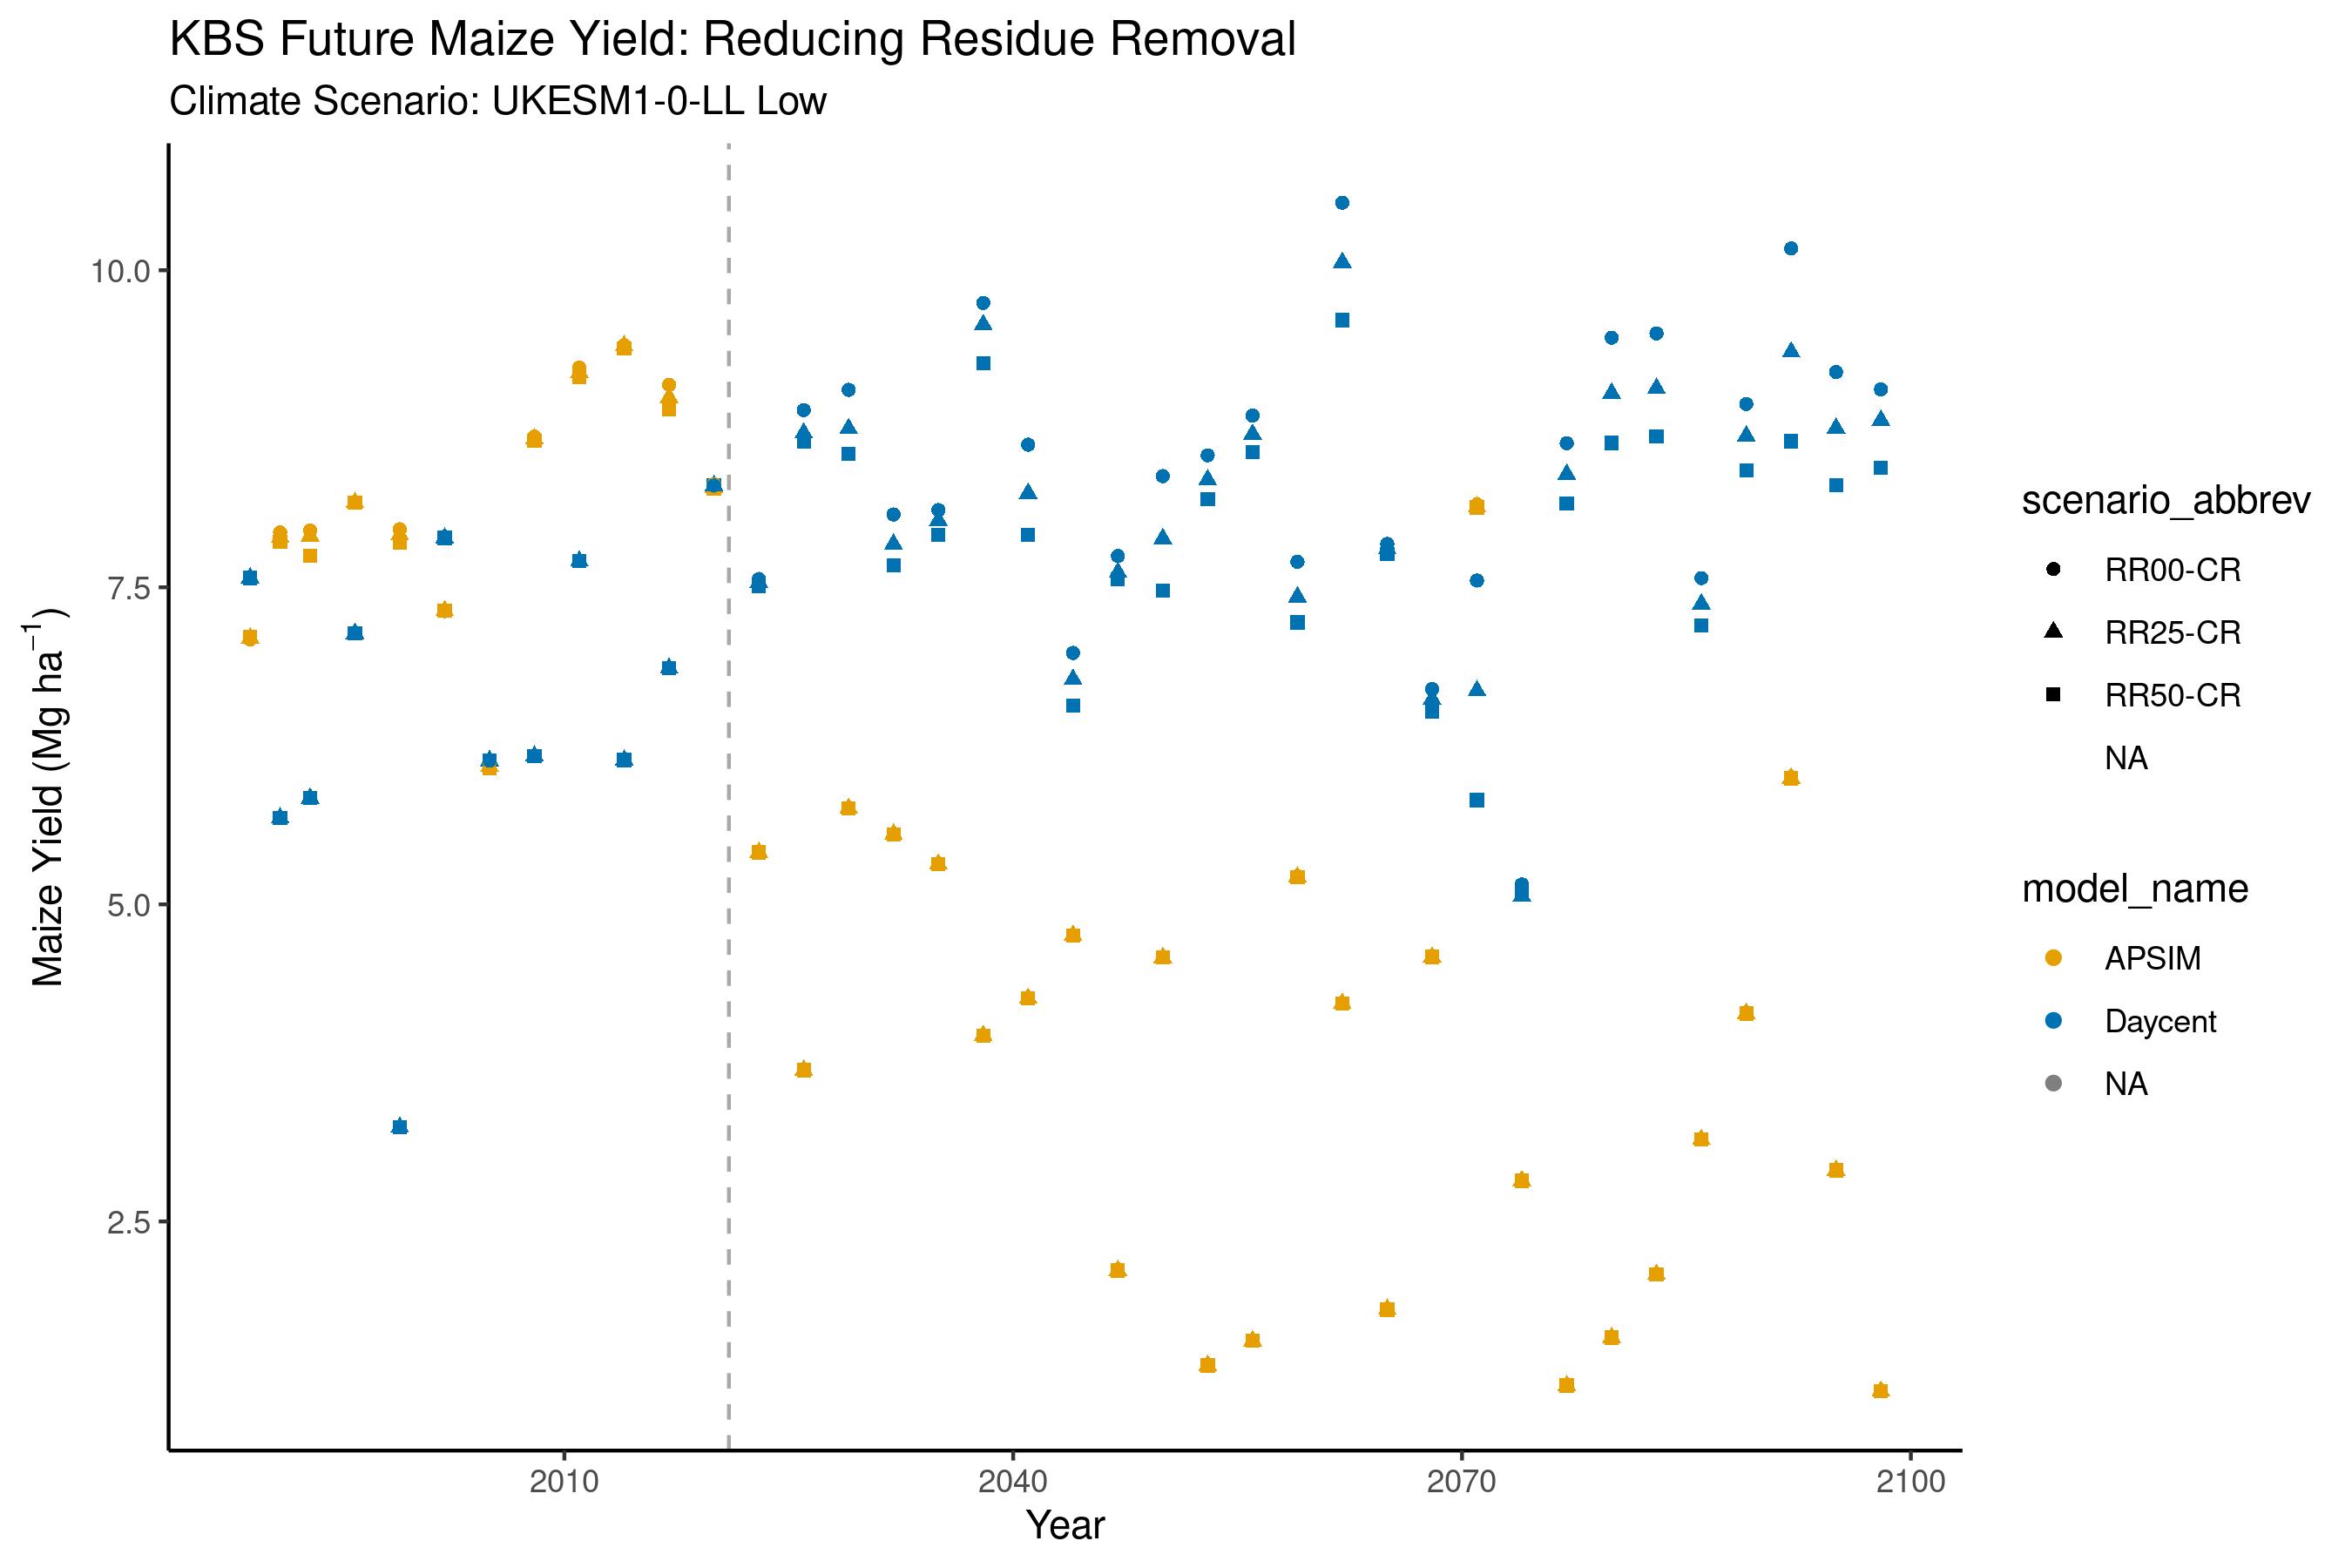 KBS Future Maize Yield: Reducing Residue Removal
Climate Scenario: UKESM1-0-LL Low
Maize Yield (Mg ha⁻¹)
10.0
7.5
5.0
2.5
2010
2040
2070
2100
Year
scenario_abbrev
RR00-CR
RR25-CR
RR50-CR
NA
model_name
APSIM
Daycent
NA